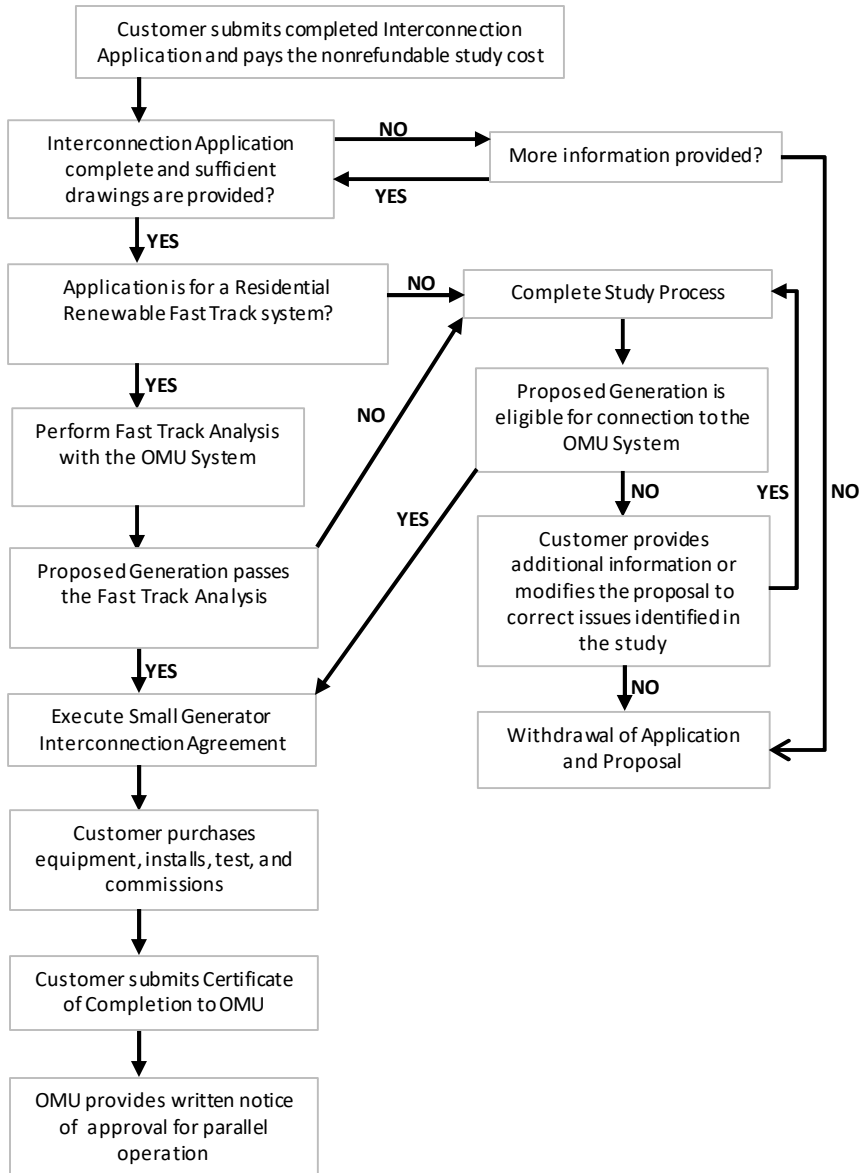 Customer submits completed Interconnection
Application and pays the nonrefundable study cost
Interconnection Application
complete and sufficient
drawings are provided?
NO
YES
More information provided?
YES
Application is for a Residential
Renewable Fast Track system?
NO
Complete Study Process
YES
NO
Perform Fast Track Analysis
with the OMU System
Proposed Generation is
eligible for connection to the
OMU System
NO
YES
NO
YES
Proposed Generation passes
the Fast Track Analysis
Customer provides
additional information or
modifies the proposal to
correct issues identified in
the study
YES
NO
Execute Small Generator
Interconnection Agreement
Withdrawal of Application
and Proposal
Customer purchases
equipment, installs, test, and
commissions
Customer submits Certificate
of Completion to OMU
OMU provides written notice
of approval for parallel
operation